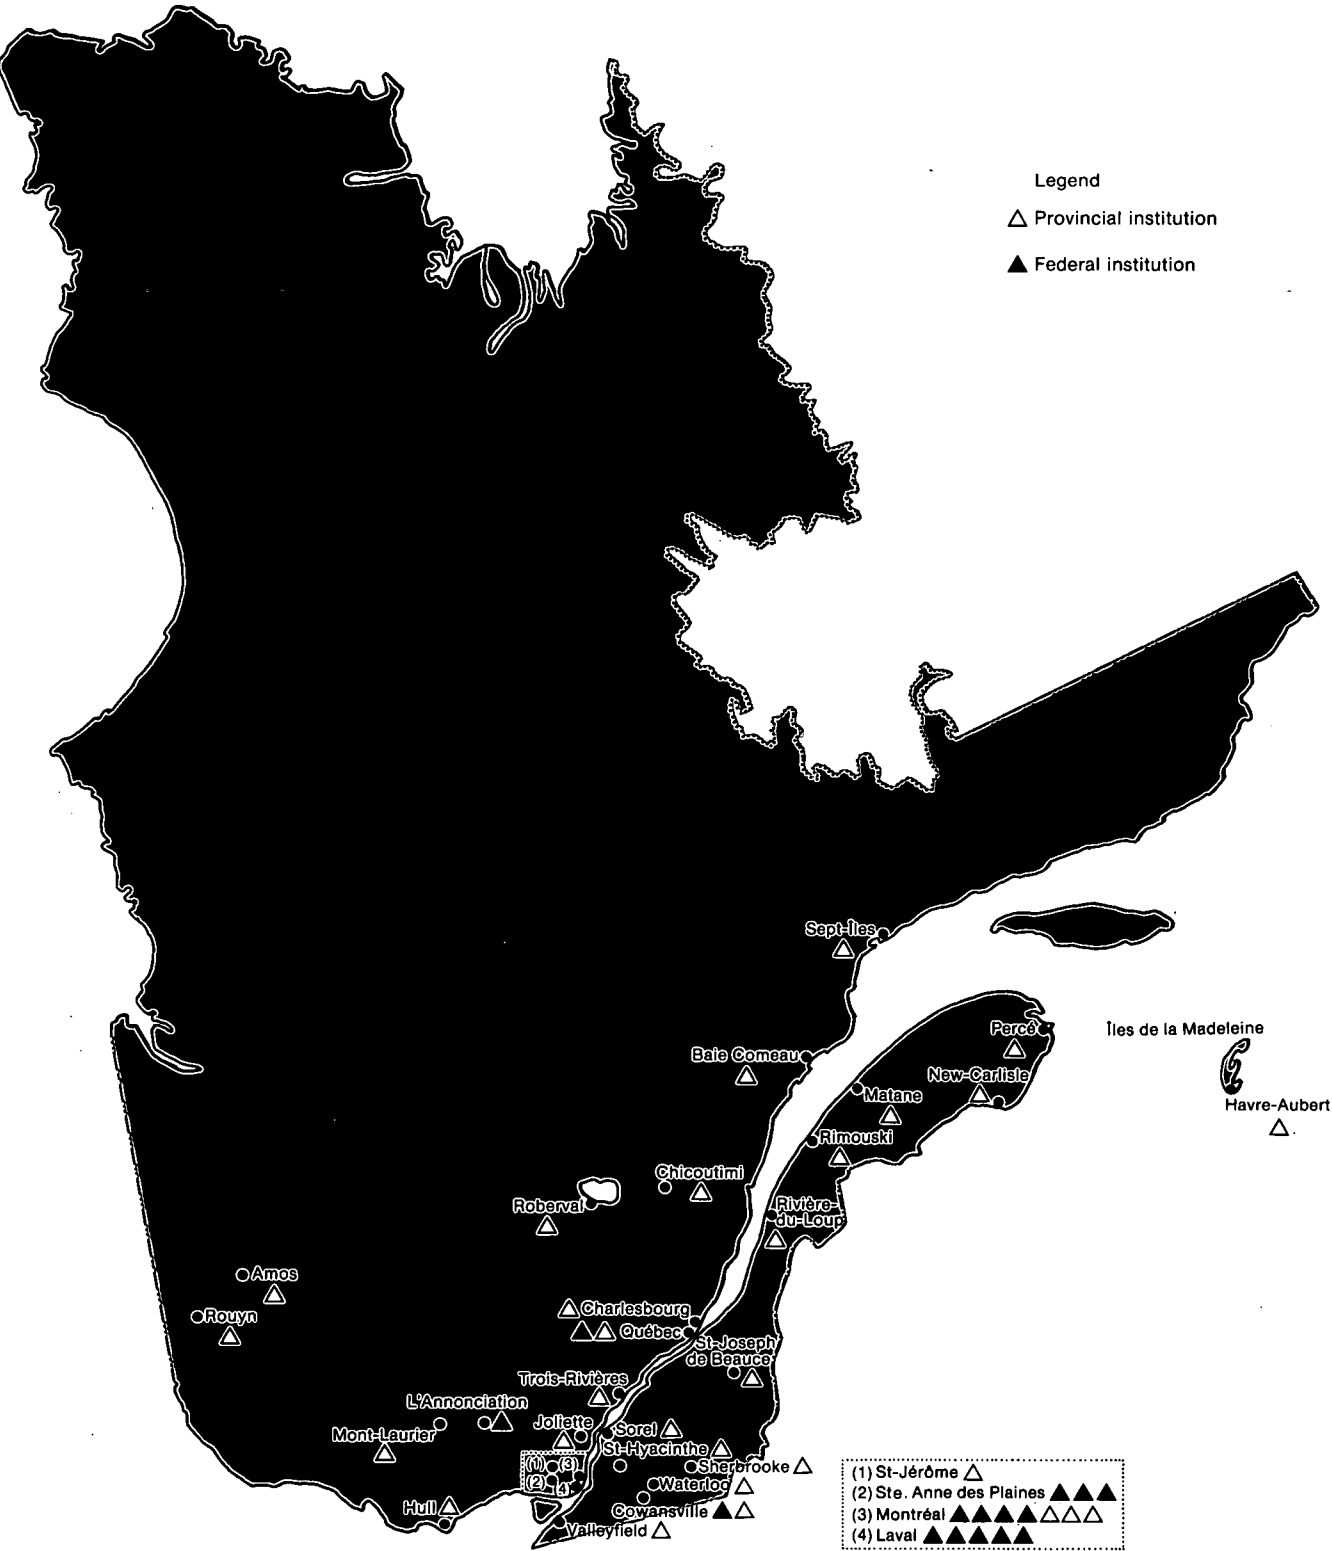 Legend
△ Provincial institution
▲ Federal institution
Sept-Îles
Percé
Îles de la Madeleine
Baie Comeau
New-Carlisle
Matane
Havre-Aubert
Rimouski
Chicoutimi
Roberval
Rivière-
du-Loup
Amos
Rouyn
Charlesbourg
Québec
St-Joseph
de Beauce
Trois-Rivières
L'Annonciation
Joliette
Mont-Laurier
Sorel
St-Hyacinthe
(1) (3)
Sherbrooke
(2) (4)
Waterloo
Hull
Cowansville
Valleyfield
(1) St-Jérôme △
(2) Ste. Anne des Plaines ▲▲▲
(3) Montréal ▲▲▲▲△△△
(4) Laval ▲▲▲▲▲